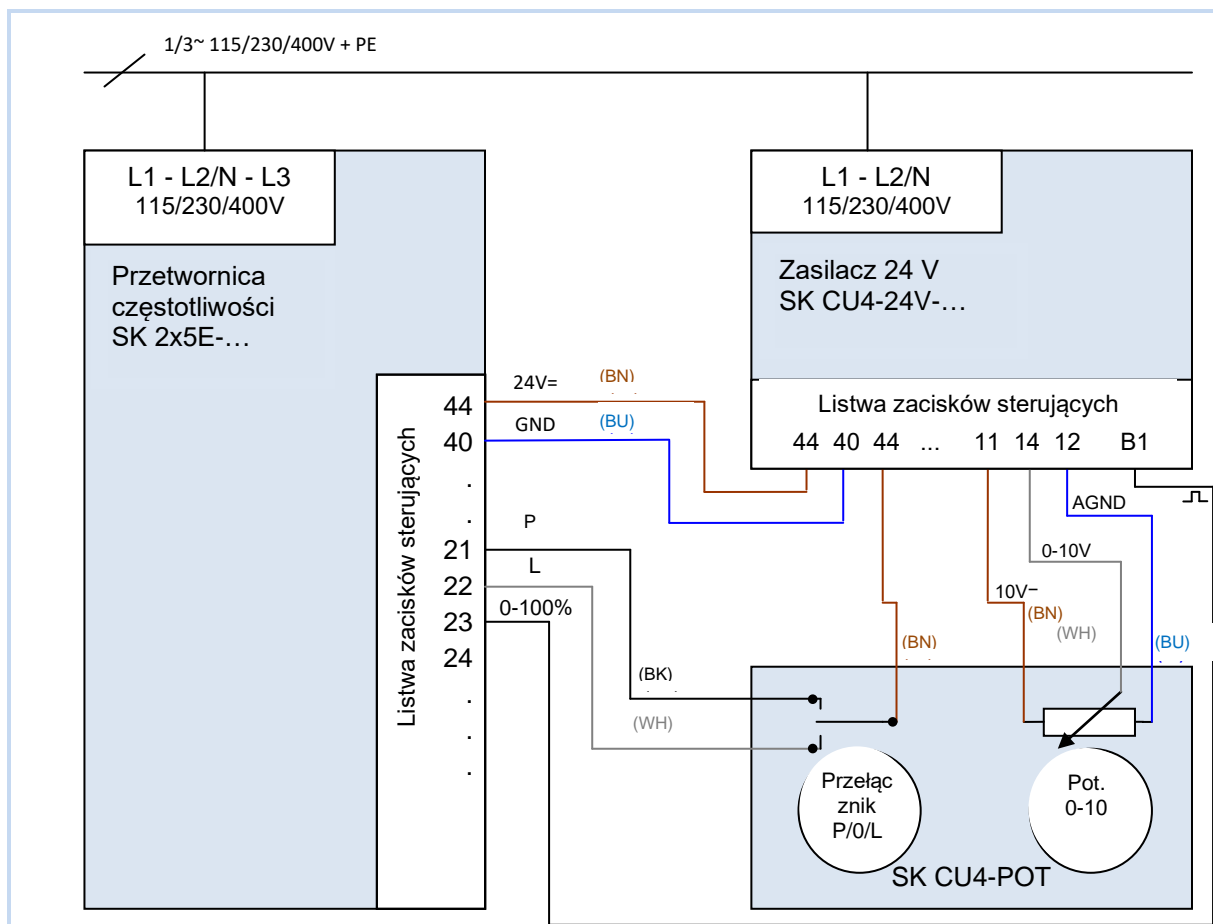 1/3~ 115/230/400V + PE
L1 - L2/N - L3
115/230/400V
Przetwornica
częstotliwości
SK 2x5E-…
Listwa zacisków sterujących
44
40
.
.
21
22
23
24
.
.
.
24V=
(BN)
GND
(BU)
P
L
0-100%
(BK)
(WH)
L1 - L2/N
115/230/400V
Zasilacz 24 V
SK CU4-24V-…
Listwa zacisków sterujących
44 40 44 ... 11 14 12 B1
AGND
0-10V
10V=
(BN)
(WH)
(BN)
(BU)
Przełąc
znik
P/0/L
Pot.
0-10
SK CU4-POT